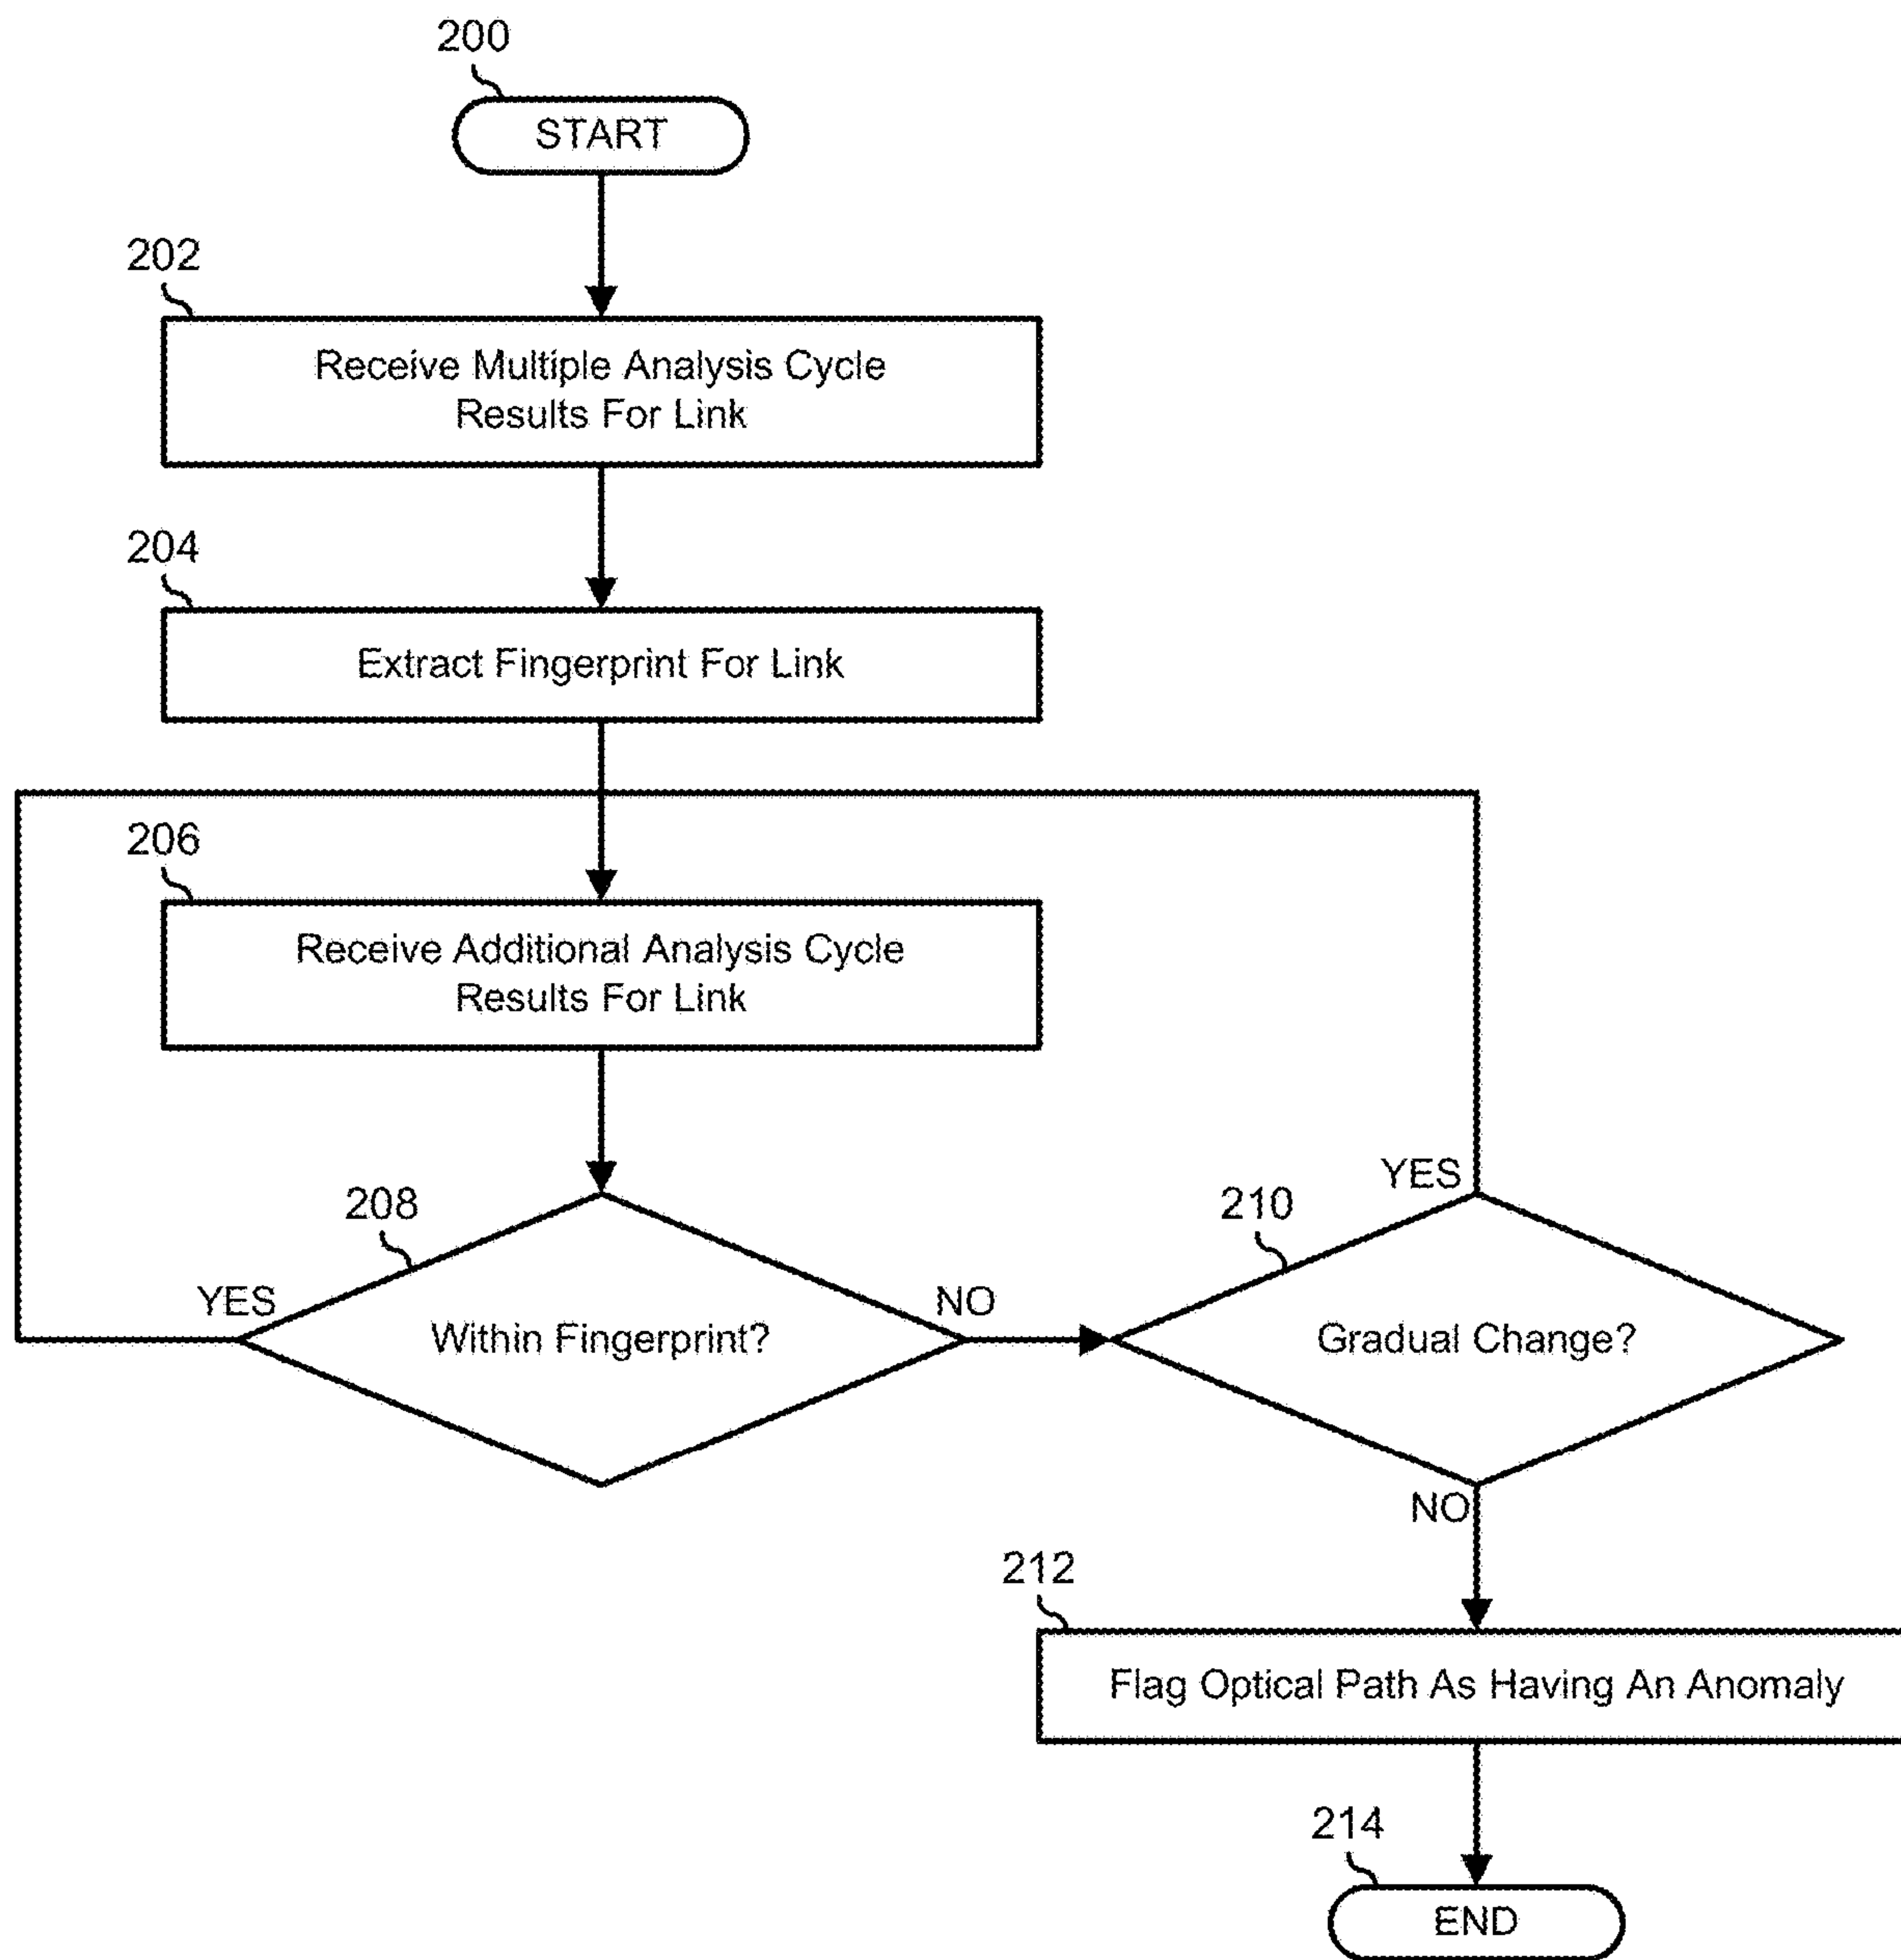 200
START
202
Receive Multiple Analysis Cycle
Results For Link
204
Extract Fingerprint For Link
206
Receive Additional Analysis Cycle
Results For Link
208
YES
Within Fingerprint?
NO
210
YES
Gradual Change?
NO
212
Flag Optical Path As Having An Anomaly
214
END